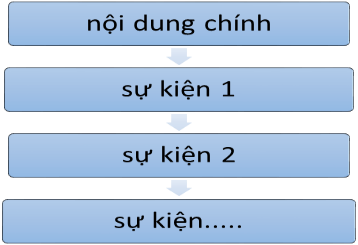 nội dung chính
sự kiện 1
sự kiện 2
sự kiện.....